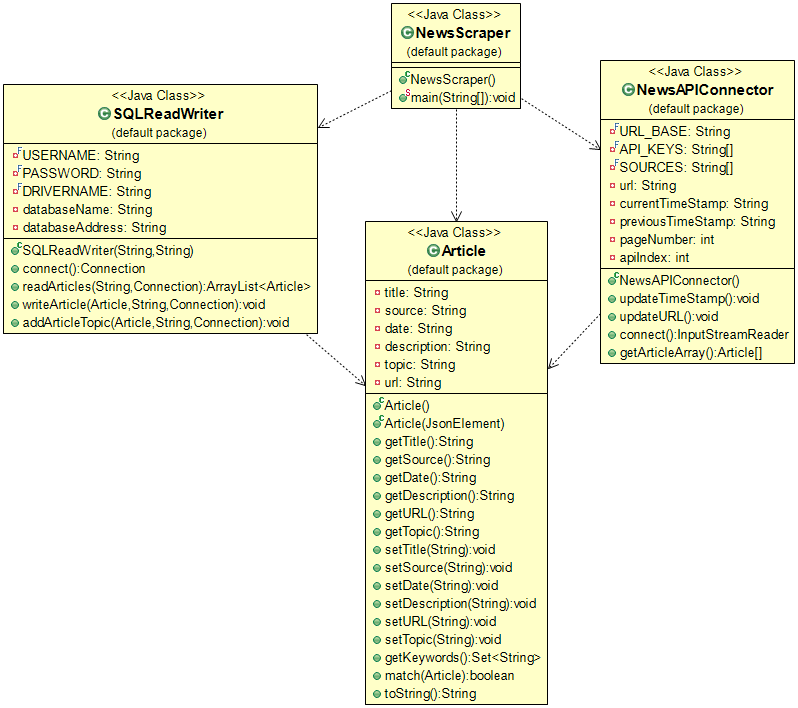 <<Java Class>>
NewsScraper
(default package)
NewsScraper()
main(String[]):void
<<Java Class>>
SQLReadWriter
(default package)
USERNAME: String
PASSWORD: String
DRIVERNAME: String
databaseName: String
databaseAddress: String
SQLReadWriter(String,String)
connect():Connection
readArticles(String,Connection):ArrayList<Article>
writeArticle(Article,String,Connection):void
addArticleTopic(Article,String,Connection):void
<<Java Class>>
NewsAPIConnector
(default package)
URL_BASE: String
API_KEYS: String[]
SOURCES: String[]
url: String
currentTimeStamp: String
previousTimeStamp: String
pageNumber: int
apiIndex: int
NewsAPIConnector()
updateTimeStamp():void
updateURL():void
connect():InputStreamReader
getArticleArray():Article[]
<<Java Class>>
Article
(default package)
title: String
source: String
date: String
description: String
topic: String
url: String
Article()
Article(JsonElement)
getTitle():String
getSource():String
getDate():String
getDescription():String
getURL():String
getTopic():String
setTitle(String):void
setSource(String):void
setDate(String):void
setDescription(String):void
setURL(String):void
setTopic(String):void
getKeywords():Set<String>
match(Article):boolean
toString():String